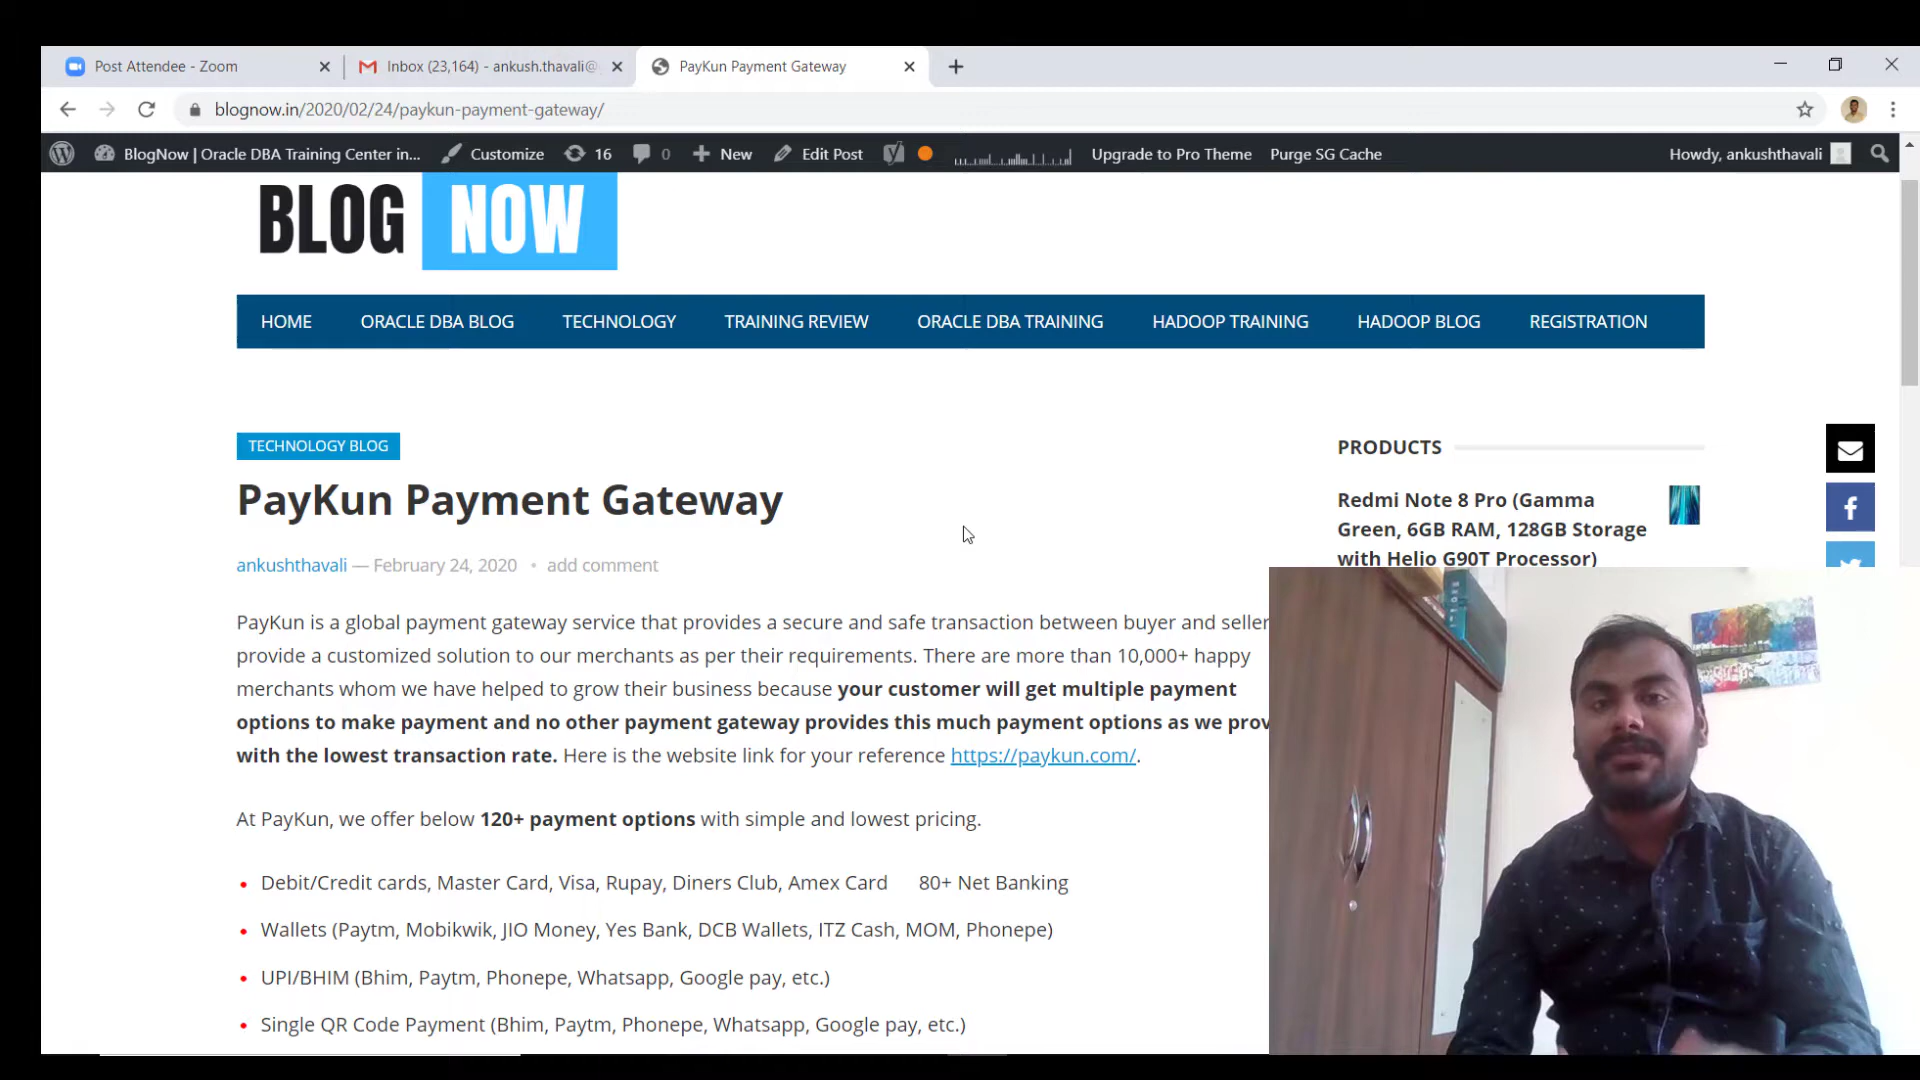 Post Attendee - Zoom
Inbox (23,164) - ankush.thavali@
PayKun Payment Gateway
blognow.in/2020/02/24/paykun-payment-gateway/
BlogNow | Oracle DBA Training Center in...
Customize
16
0
New
Edit Post
Upgrade to Pro Theme
Purge SG Cache
Howdy, ankushthavali
BLOG NOW
HOME
ORACLE DBA BLOG
TECHNOLOGY
TRAINING REVIEW
ORACLE DBA TRAINING
HADOOP TRAINING
HADOOP BLOG
REGISTRATION
TECHNOLOGY BLOG
PayKun Payment Gateway
ankushthavali — February 24, 2020 • add comment
PayKun is a global payment gateway service that provides a secure and safe transaction between buyer and seller
provide a customized solution to our merchants as per their requirements. There are more than 10,000+ happy
merchants whom we have helped to grow their business because your customer will get multiple payment
options to make payment and no other payment gateway provides this much payment options as we prov
with the lowest transaction rate. Here is the website link for your reference https://paykun.com/.
At PayKun, we offer below 120+ payment options with simple and lowest pricing.
• Debit/Credit cards, Master Card, Visa, Rupay, Diners Club, Amex Card 80+ Net Banking
• Wallets (Paytm, Mobikwik, JIO Money, Yes Bank, DCB Wallets, ITZ Cash, MOM, Phonepe)
• UPI/BHIM (Bhim, Paytm, Phonepe, Whatsapp, Google pay, etc.)
• Single QR Code Payment (Bhim, Paytm, Phonepe, Whatsapp, Google pay, etc.)
PRODUCTS
Redmi Note 8 Pro (Gamma
Green, 6GB RAM, 128GB Storage
with Helio G90T Processor)